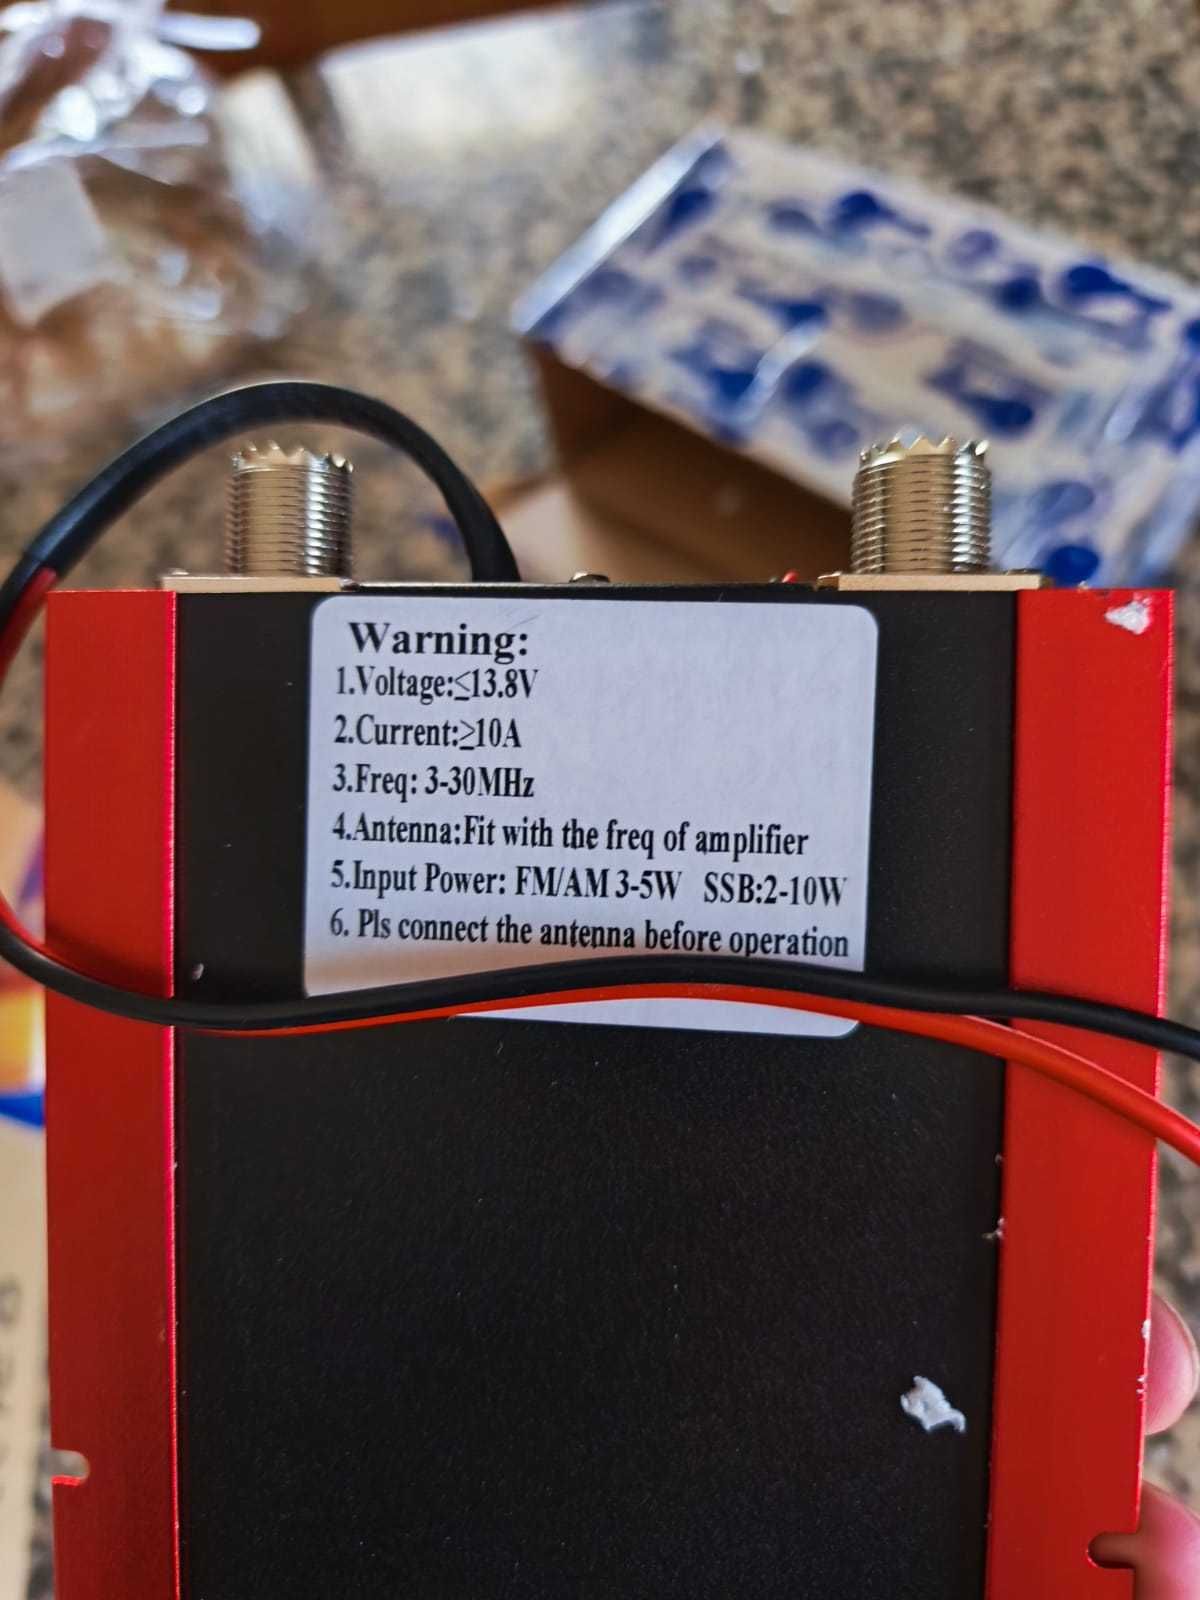 Warning:
1.Voltage:≤13.8V
2.Current:≥10A
3.Freq: 3-30MHz
4.Antenna:Fit with the freq of amplifier
5.Input Power: FM/AM 3-5W SSB:2-10W
6. Pls connect the antenna before operation